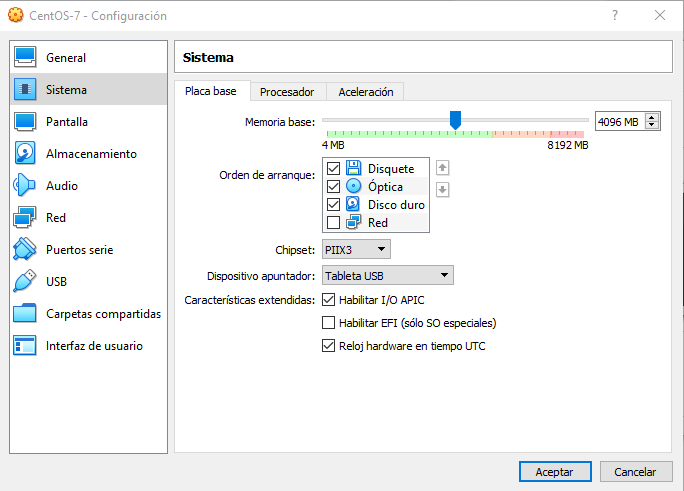 CentOS-7 - Configuración
General
Sistema
Pantalla
Almacenamiento
Audio
Red
Puertos serie
USB
Carpetas compartidas
Interfaz de usuario
Sistema
Placa base Procesador Aceleración
Memoria base: 4096 MB
4 MB 8192 MB
Orden de arranque: Disquete
Óptica
Disco duro
Red
Chipset: PIIX3
Dispositivo apuntador: Tableta USB
Características extendidas: Habilitar I/O APIC
Habilitar EFI (sólo SO especiales)
Reloj hardware en tiempo UTC
Aceptar Cancelar